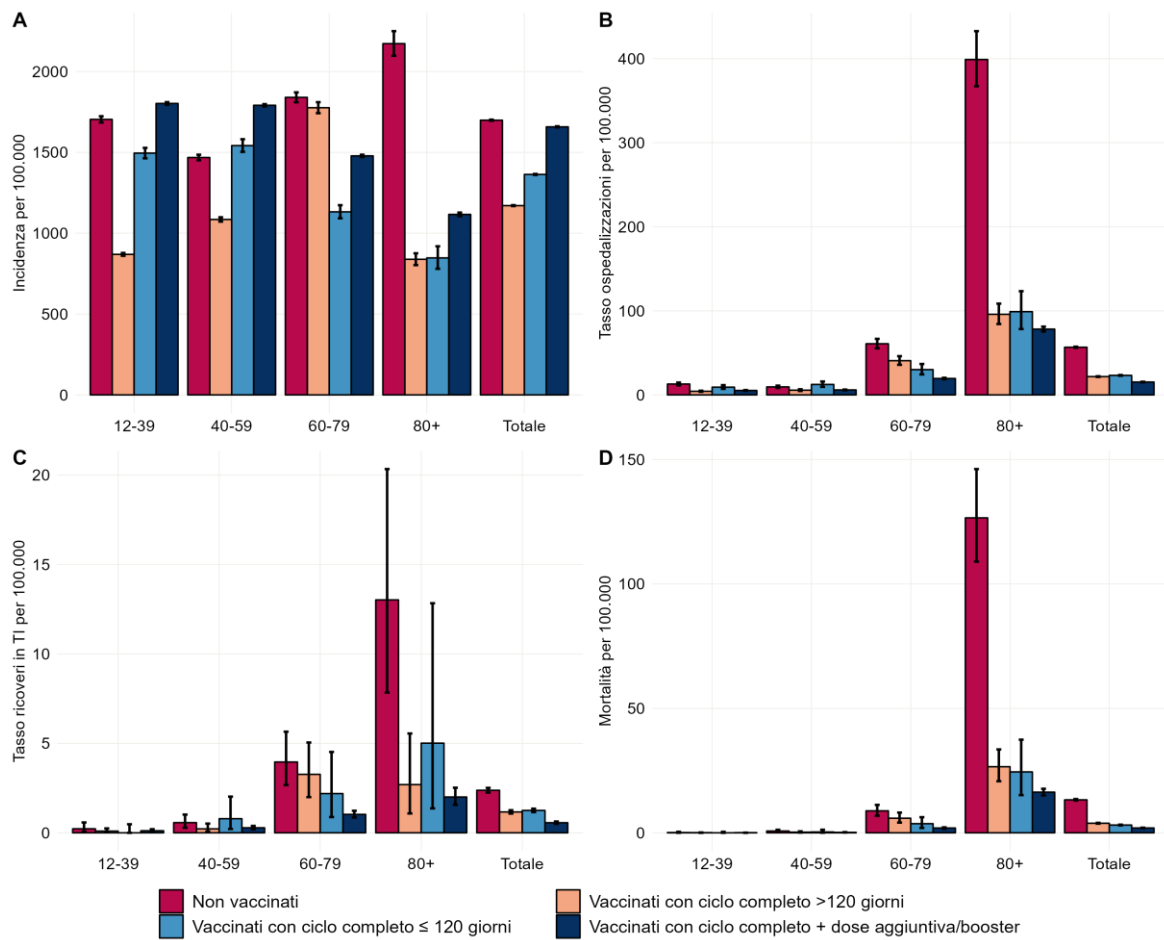 A
Incidenza per 100.000
2000
1500
1000
500
0
12-39
40-59
60-79
80+
Totale
B
Tasso ospedalizzazioni per 100.000
400
300
200
100
0
12-39
40-59
60-79
80+
Totale
C
Tasso ricoveri in TI per 100.000
20
15
10
5
0
12-39
40-59
60-79
80+
Totale
D
Mortalità per 100.000
150
100
50
0
12-39
40-59
60-79
80+
Totale
Non vaccinati
Vaccinati con ciclo completo >120 giorni
Vaccinati con ciclo completo ≤ 120 giorni
Vaccinati con ciclo completo + dose aggiuntiva/booster